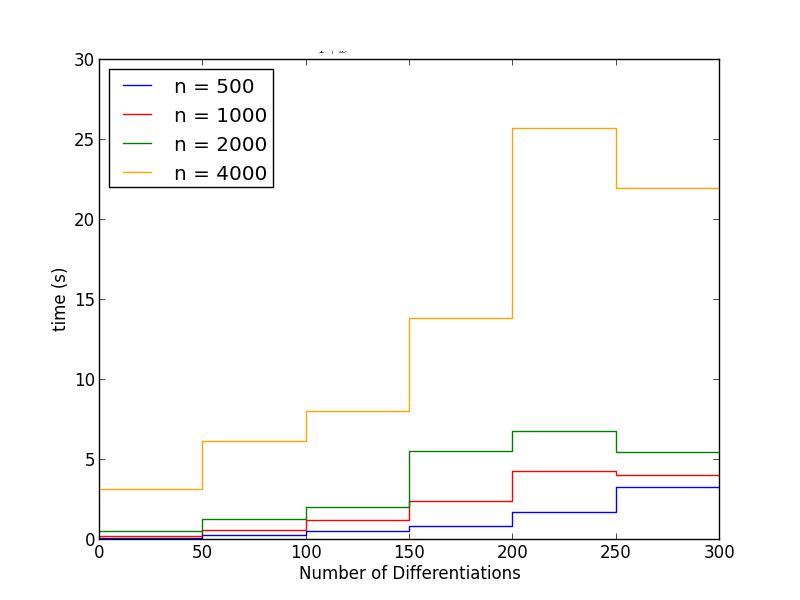 30
25
20
15
10
5
0
time (s)
n = 500
n = 1000
n = 2000
n = 4000
0 50 100 150 200 250 300
Number of Differentiations